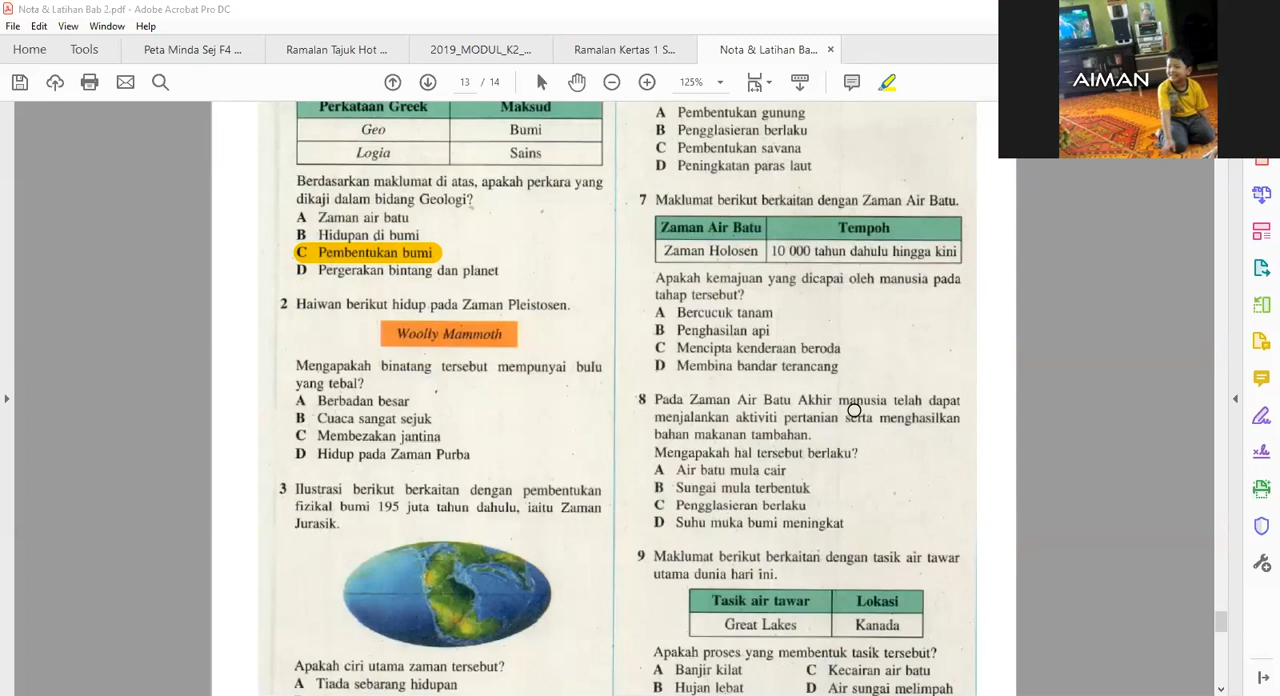 Nota & Latihan Bab 2.pdf - Adobe Acrobat Pro DC
File Edit View Window Help
Home Tools Peta Minda Sej F4 ... Ramalan Tajuk Hot ... 2019_MODUL_K2_... Ramalan Kertas 1 S... Nota & Latihan Ba... ×
13 / 14 125%
AIMAN
Perkataan Greek Maksud
Geo Bumi
Logia Sains
Berdasarkan maklumat di atas, apakah perkara yang
dikaji dalam bidang Geologi?
A Zaman air batu
B Hidupan di bumi
C Pembentukan bumi
D Pergerakan bintang dan planet
2 Haiwan berikut hidup pada Zaman Pleistosen.
Woolly Mammoth
Mengapakah binatang tersebut mempunyai bulu
yang tebal?
A Berbadan besar
B Cuaca sangat sejuk
C Membezakan jantina
D Hidup pada Zaman Purba
3 Ilustrasi berikut berkaitan dengan pembentukan
fizikal bumi 195 juta tahun dahulu, iaitu Zaman
Jurasik.
Apakah ciri utama zaman tersebut?
A Tiada sebarang hidupan
A Pembentukan gunung
B Pengglasieran berlaku
C Pembentukan savana
D Peningkatan paras laut
7 Maklumat berikut berkaitan dengan Zaman Air Batu.
Zaman Air Batu Tempoh
Zaman Holosen 10 000 tahun dahulu hingga kini
Apakah kemajuan yang dicapai oleh manusia pada
tahap tersebut?
A Bercucuk tanam
B Penghasilan api
C Mencipta kenderaan beroda
D Membina bandar terancang
8 Pada Zaman Air Batu Akhir manusia telah dapat
menjalankan aktiviti pertanian serta menghasilkan
bahan makanan tambahan.
Mengapakah hal tersebut berlaku?
A Air batu mula cair
B Sungai mula terbentuk
C Pengglasieran berlaku
D Suhu muka bumi meningkat
9 Maklumat berikut berkaitan dengan tasik air tawar
utama dunia hari ini.
Tasik air tawar Lokasi
Great Lakes Kanada
Apakah proses yang membentuk tasik tersebut?
A Banjir kilat C Kecairan air batu
B Hujan lebat D Air sungai melimpah